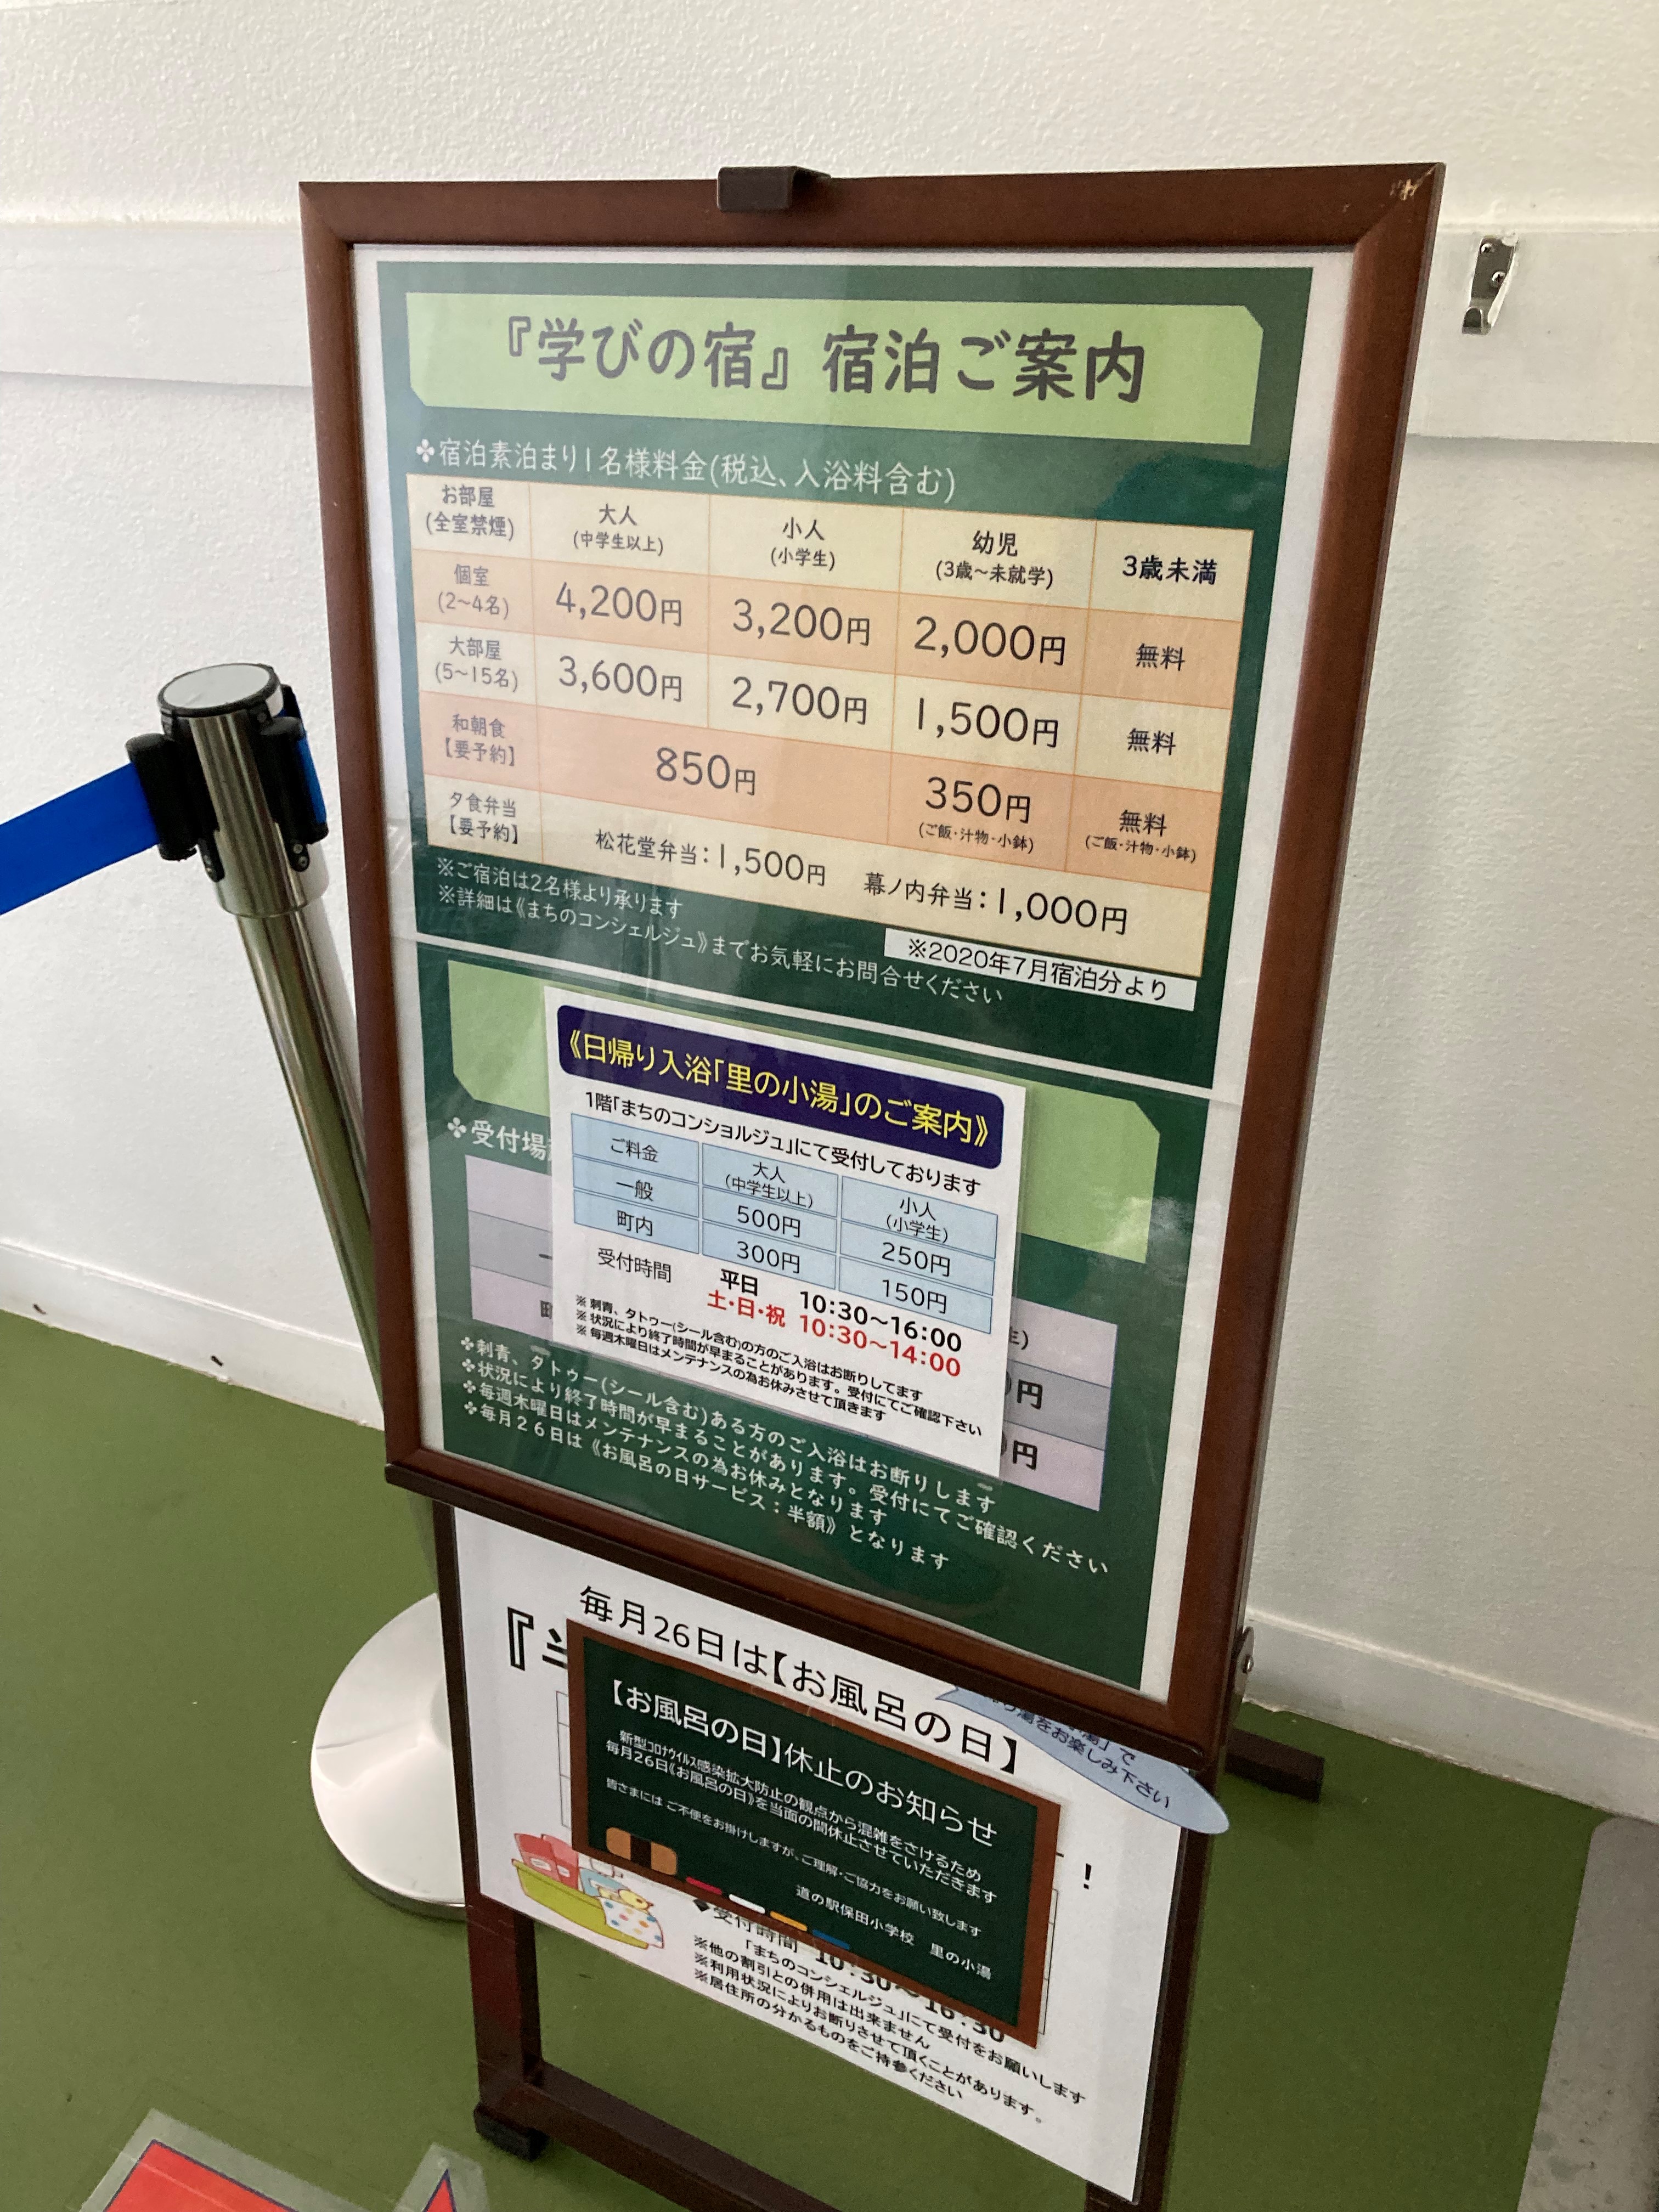 『学びの宿』宿泊ご案内
✤宿泊素泊まり1名様料金(税込、入浴料含む)
お部屋 (全室禁煙) 大人 (中学生以上) 小人 (小学生) 幼児 (3歳～未就学) 3歳未満
個室 (2～4名) 4,200円 3,200円 2,000円 無料
大部屋 (5～15名) 3,600円 2,700円 1,500円 無料
和朝食 【要予約】 850円 350円 (ご飯・汁物・小鉢) 無料 (ご飯・汁物・小鉢)
夕食弁当 【要予約】 松花堂弁当：1,500円 幕ノ内弁当：1,000円
※ご宿泊は2名様より承ります
※詳細は《まちのコンシェルジュ》までお気軽にお問合せください
※2020年7月宿泊分より
《日帰り入浴「里の小湯」のご案内》
1階「まちのコンショルジュ」にて受付しております
ご料金 大人 (中学生以上) 小人 (小学生)
一般 500円 250円
町内 300円 150円
受付時間 平日 10:30～16:00
土・日・祝 10:30～14:00
※ 刺青、タトゥー(シール含む)の方のご入浴はお断りしてます
※ 状況により終了時間が早まることがあります。受付にてご確認下さい
※ 毎週木曜日はメンテナンスの為お休みさせて頂きます
✤受付場
円
円
✤刺青、タトゥー(シール含む)ある方のご入浴はお断りします
✤状況により終了時間が早まることがあります。受付にてご確認ください
✤毎週木曜日はメンテナンスの為お休みとなります
✤毎月26日は《お風呂の日サービス：半額》となります
毎月26日は【お風呂の日】
」で
湯をお楽しみ下さい
！
【お風呂の日】休止のお知らせ
新型コロナウイルス感染拡大防止の観点から混雑をさけるため
毎月26日《お風呂の日》を当面の間休止させていただきます
皆さまには ご不便をお掛けしますが、ご理解・ご協力をお願い致します
道の駅保田小学校 里の小湯
◆受付時間 10:30～16:30
「まちのコンシェルジュ」にて受付をお願いします
※他の割引との併用は出来ません
※利用状況によりお断りさせて頂くことがあります。
※居住所の分かるものをご持参ください